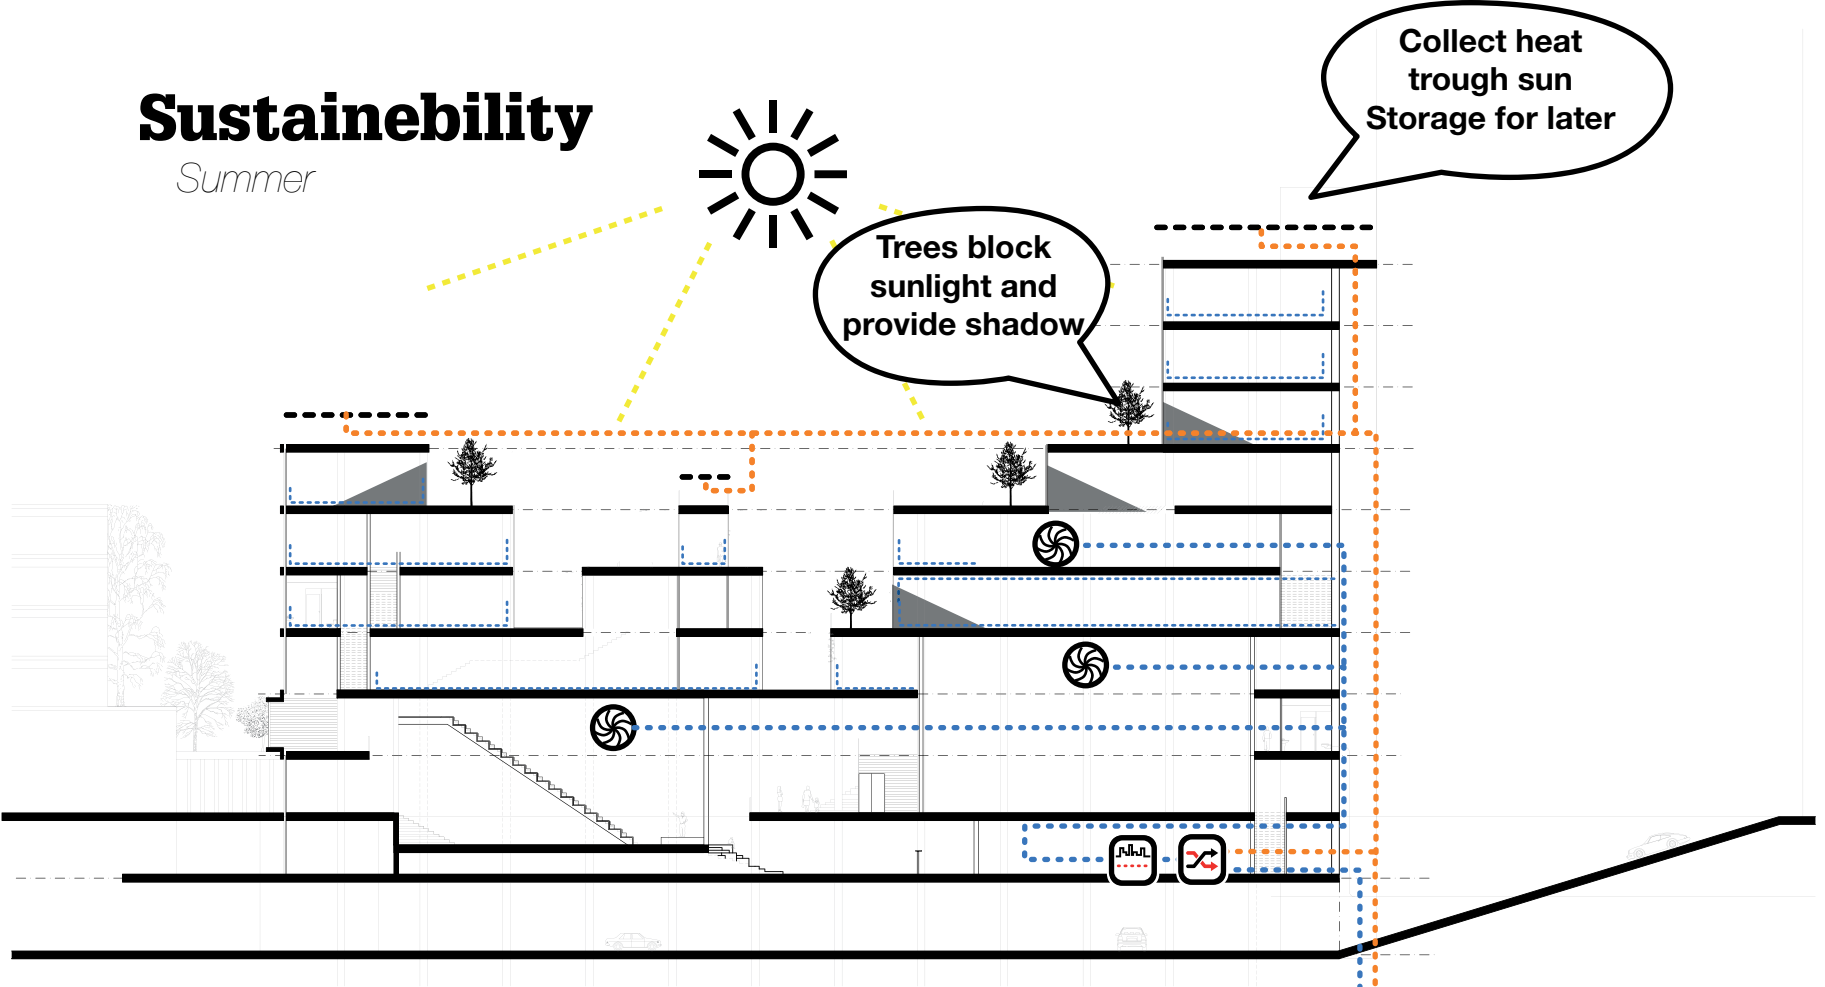 Sustainebility
Summer
Collect heat
trough sun
Storage for later
Trees block
sunlight and
provide shadow